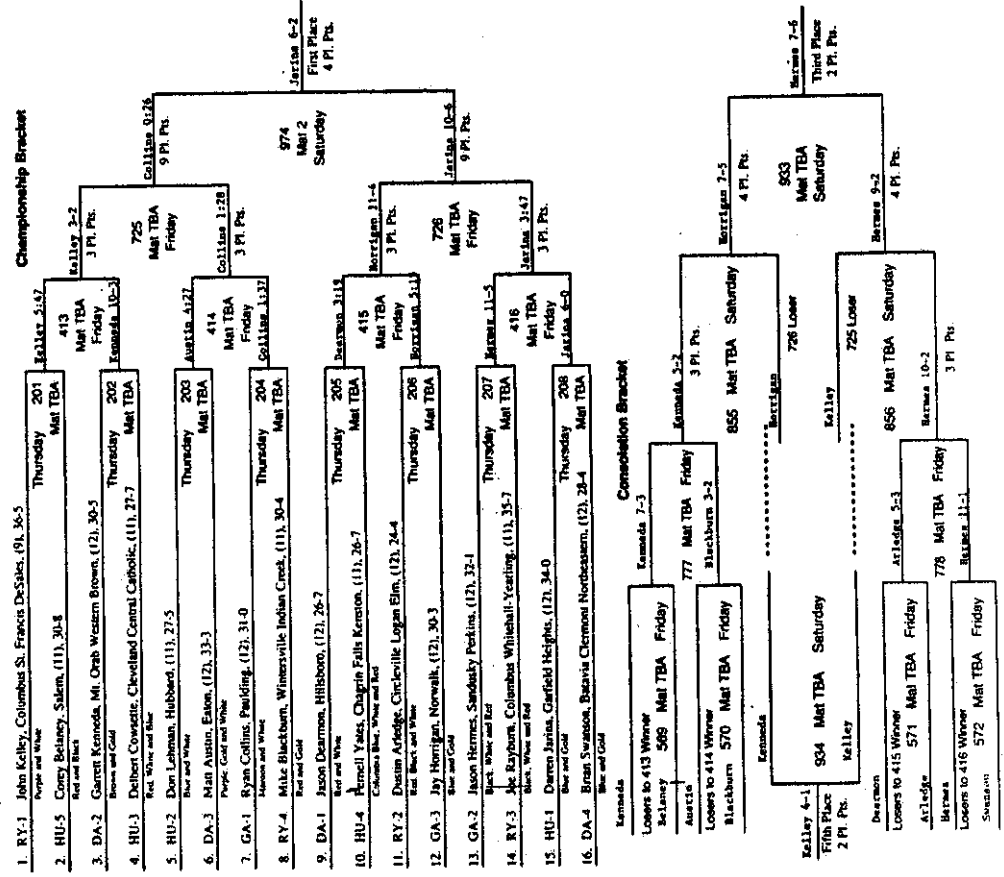 Championship Bracket
1. RY-1 John Kelley, Columbus St. Francis DeSales, (9), 36-5
Purple and White
Thursday 201
Mat TBA
2. HU-5 Corey Belaney, Salem, (11), 30-8
Red and Black
3. DA-2 Garrett Kenneda, Mt. Orab Western Brown, (12), 30-5
Brown and Gold
Thursday 202
Mat TBA
4. HU-3 Delbert Cowsette, Cleveland Central Catholic, (11), 27-7
Red, White and Blue
5. HU-2 Don Lehman, Hubbard, (11), 27-5
Blue and White
Thursday 203
Mat TBA
6. DA-3 Matt Austin, Eaton, (12), 33-3
Purple, Gold and White
7. GA-1 Ryan Collins, Paulding, (12), 31-0
Maroon and White
Thursday 204
Mat TBA
8. RY-4 Mike Blackburn, Wintersville Indian Creek, (11), 30-4
Red and Gold
9. DA-1 Jason Dearmon, Hillsboro, (12), 26-7
Red and White
Thursday 205
Mat TBA
10. HU-4 Pernell Yates, Chagrin Falls Kenston, (11), 26-7
Columbia Blue, White and Red
11. RY-2 Dustin Arledge, Circleville Logan Elm, (12), 24-4
Red, Black and White
Thursday 206
Mat TBA
12. GA-3 Jay Horrigan, Norwalk, (12), 30-3
Blue and Gold
13. GA-2 Jason Hermes, Sandusky Perkins, (12), 32-1
Black, White and Red
Thursday 207
Mat TBA
14. RY-3 Joe Rayburn, Columbus Whitehall-Yearling, (11), 35-7
Black, White and Red
15. HU-1 Darren Jarina, Garfield Heights, (12), 34-0
Blue and Gold
Thursday 208
Mat TBA
16. DA-4 Brian Swanson, Batavia Clermont Northeastern, (12), 28-4
Blue and Gold
Kelley 5:47
413
Mat TBA
Friday
Kenneda 10-3
Austin 4:27
414
Mat TBA
Friday
Collins 1:37
Dearmon 3:19
415
Mat TBA
Friday
Horrigan 5:15
Hermes 11-5
416
Mat TBA
Friday
Jarina 6-0
Kelley 3-2
3 Pl. Pts.
725
Mat TBA
Friday
Collins 1:28
3 Pl. Pts.
Horrigan 11-4
3 Pl. Pts.
726
Mat TBA
Friday
Jarina 3:47
3 Pl. Pts.
Collins 0:26
9 Pl. Pts.
974
Mat 2
Saturday
Jarina 10-6
9 Pl. Pts.
Jarina 6-2
First Place
4 Pl. Pts.
Consolation Bracket
Kenneda
Losers to 413 Winner
Belaney 569 Mat TBA Friday
Austin
Losers to 414 Winner
Blackburn 570 Mat TBA Friday
Kenneda 7-3
777 Mat TBA Friday
Blackburn 3-2
Kenneda 5-2
3 Pl. Pts.
855 Mat TBA Saturday
Horrigan
726 Loser
Horrigan 7-5
4 Pl. Pts.
933
Mat TBA
Saturday
Hermes 9-2
4 Pl. Pts.
Hermes 7-6
Third Place
2 Pl. Pts.
Kelley
725 Loser
856 Mat TBA Saturday
Hermes 10-2
3 Pl Pts
Kenneda
934 Mat TBA Saturday
Kelley
Kelley 4-1
Fifth Place
2 Pl. Pts.
Dearmon
Losers to 415 Winner
Arledge 571 Mat TBA Friday
Hermes
Losers to 416 Winner
Swanson 572 Mat TBA Friday
Arledge 5-3
778 Mat TBA Friday
Hermes 11-1